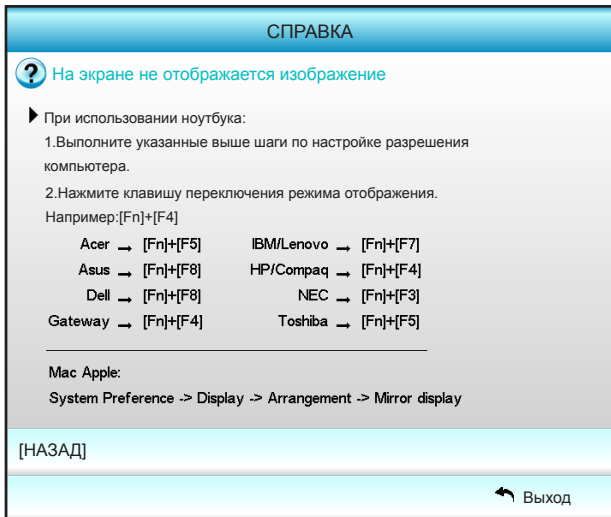 СПРАВКА
? На экране не отображается изображение
При использовании ноутбука:
1.Выполните указанные выше шаги по настройке разрешения
компьютера.
2.Нажмите клавишу переключения режима отображения.
Например:[Fn]+[F4]
Acer → [Fn]+[F5] IBM/Lenovo → [Fn]+[F7]
Asus → [Fn]+[F8] HP/Compaq → [Fn]+[F4]
Dell → [Fn]+[F8] NEC → [Fn]+[F3]
Gateway → [Fn]+[F4] Toshiba → [Fn]+[F5]
Mac Apple:
System Preference -> Display -> Arrangement -> Mirror display
[НАЗАД]
Выход